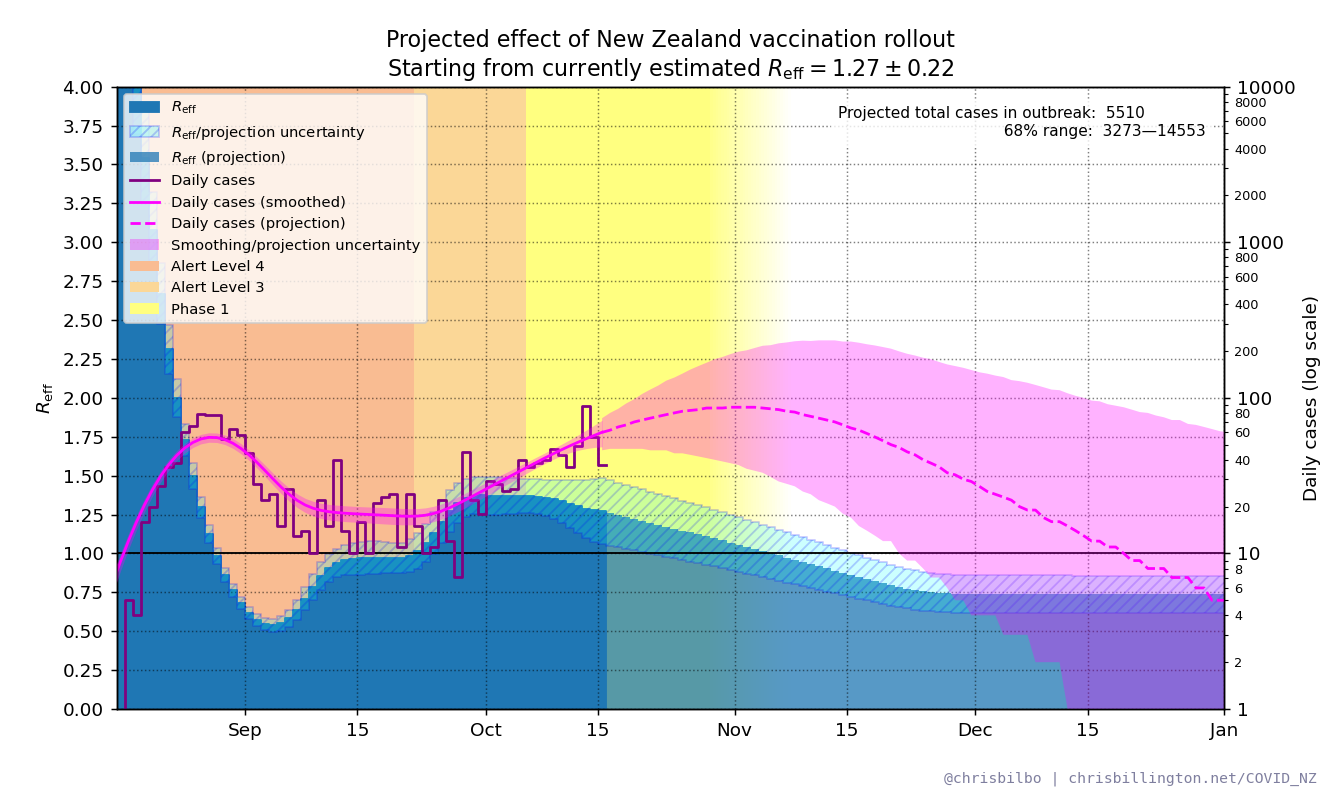 Projected effect of New Zealand vaccination rollout
Starting from currently estimated R_eff = 1.27 ± 0.22
Projected total cases in outbreak: 5510
68% range: 3273—14553
R_eff
R_eff/projection uncertainty
R_eff (projection)
Daily cases
Daily cases (smoothed)
Daily cases (projection)
Smoothing/projection uncertainty
Alert Level 4
Alert Level 3
Phase 1
R_eff
4.00
3.75
3.50
3.25
3.00
2.75
2.50
2.25
2.00
1.75
1.50
1.25
1.00
0.75
0.50
0.25
0.00
10000
8000
6000
4000
2000
1000
800
600
400
200
100
80
60
40
20
10
8
6
4
2
1
Daily cases (log scale)
Sep 15 Oct 15 Nov 15 Dec 15 Jan
@chrisbilbo | chrisbillington.net/COVID_NZ